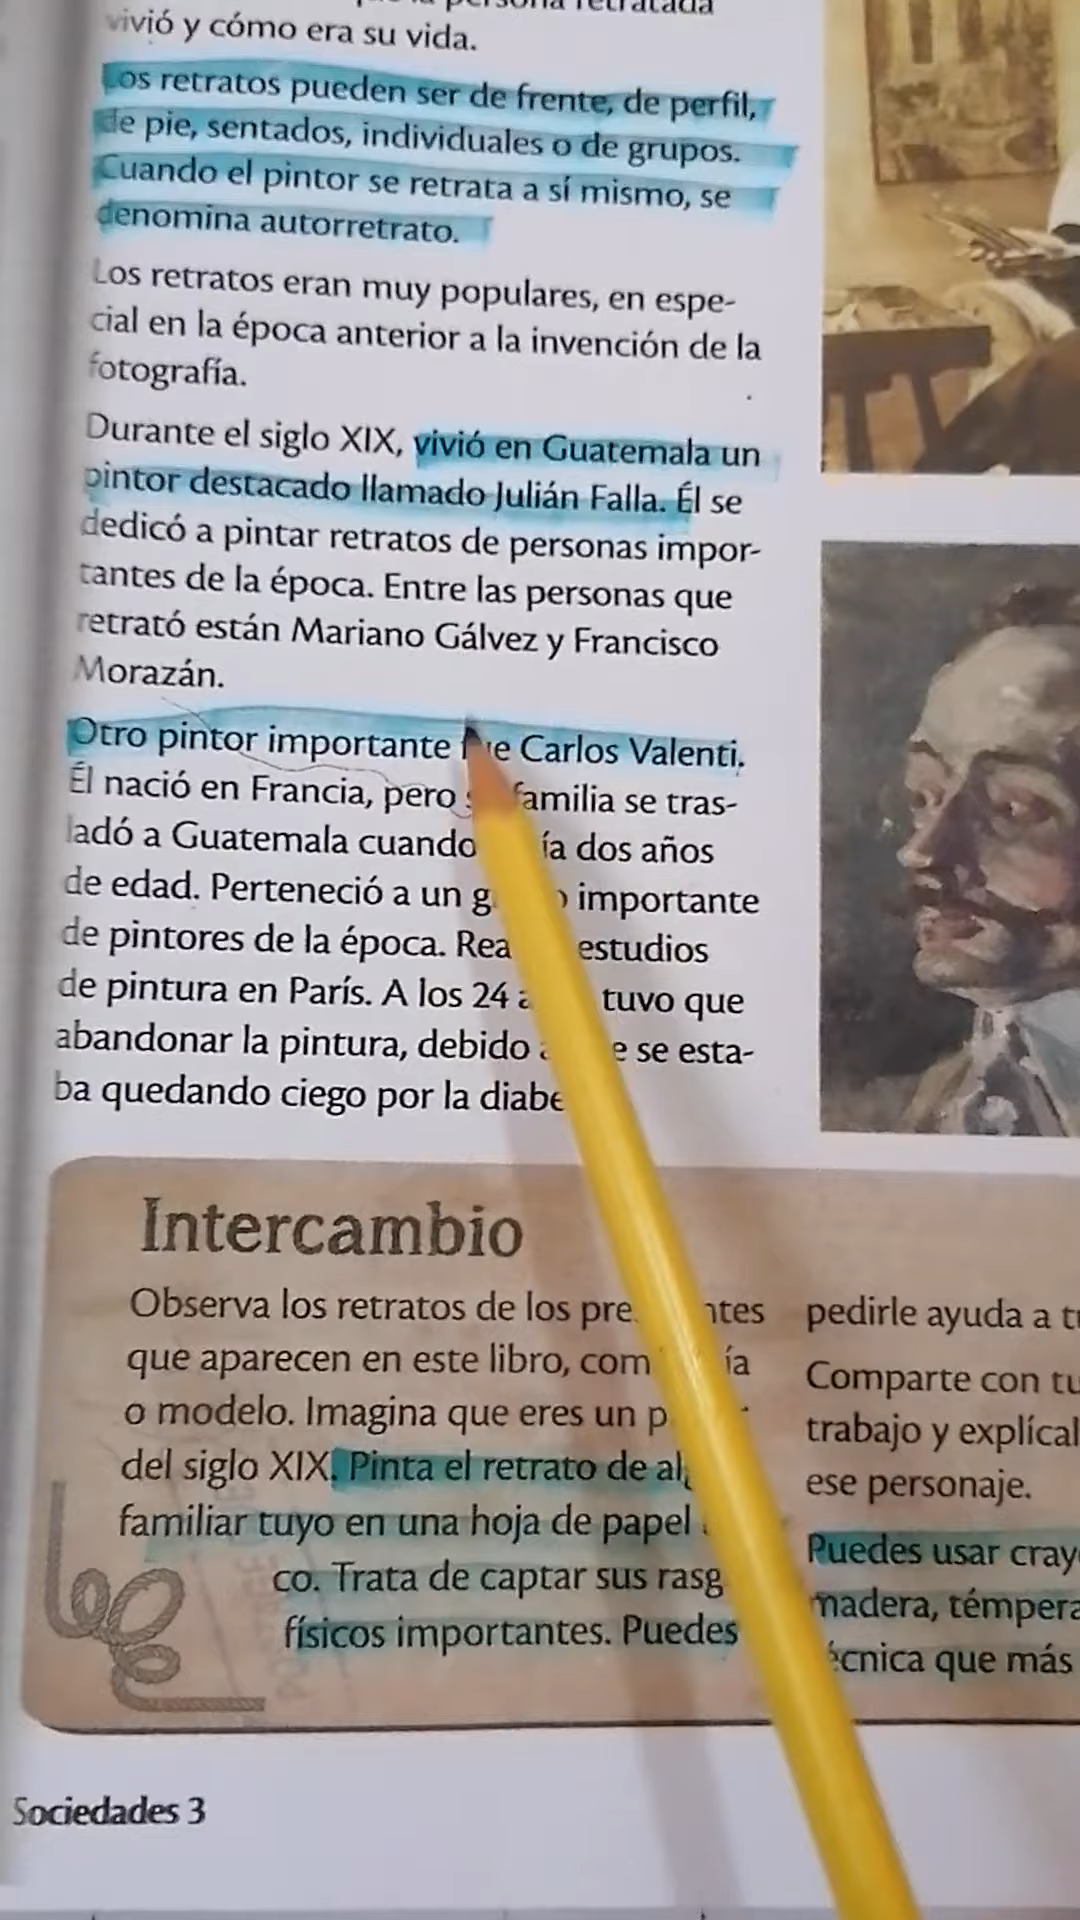 persona retratada
vivió y cómo era su vida.
Los retratos pueden ser de frente, de perfil,
de pie, sentados, individuales o de grupos.
Cuando el pintor se retrata a sí mismo, se
denomina autorretrato.
Los retratos eran muy populares, en espe-
cial en la época anterior a la invención de la
fotografía.
Durante el siglo XIX, vivió en Guatemala un
pintor destacado llamado Julián Falla. Él se
dedicó a pintar retratos de personas impor-
tantes de la época. Entre las personas que
retrató están Mariano Gálvez y Francisco
Morazán.
Otro pintor importante fue Carlos Valenti.
Él nació en Francia, pero familia se tras-
ladó a Guatemala cuando dos años
de edad. Perteneció a un importante
de pintores de la época. estudios
de pintura en París. A los 24 tuvo que
abandonar la pintura, debido se esta-
ba quedando ciego por la
Intercambio
Observa los retratos de los
que aparecen en este libro,
o modelo. Imagina que eres un
del siglo XIX. Pinta el retrato de
familiar tuyo en una hoja de papel
co. Trata de captar sus
físicos importantes. Puedes
pedirle ayuda a
Comparte con
trabajo y
ese personaje.
Puedes usar
madera,
técnica que más
Sociedades 3